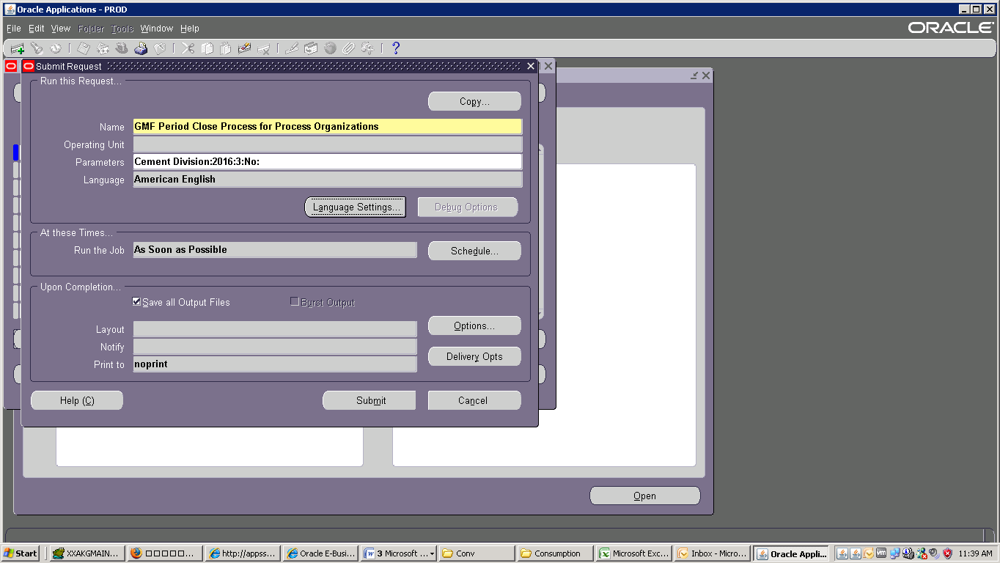 Oracle Applications - PROD
File Edit View Folder Tools Window Help
ORACLE
Submit Request
Run this Request...
Copy...
Name GMF Period Close Process for Process Organizations
Operating Unit
Parameters Cement Division:2016:3:No:
Language American English
Language Settings... Debug Options
At these Times...
Run the Job As Soon as Possible Schedule...
Upon Completion...
Save all Output Files Burst Output
Layout Options...
Notify
Delivery Opts
Print to noprint
Help (C) Submit Cancel
Open
Start XXAKGMAIN... http://appss... Oracle E-Busi... 3 Microsoft ... Conv Consumption Microsoft Exc... Inbox - Micro... Oracle Appli... 11:39 AM